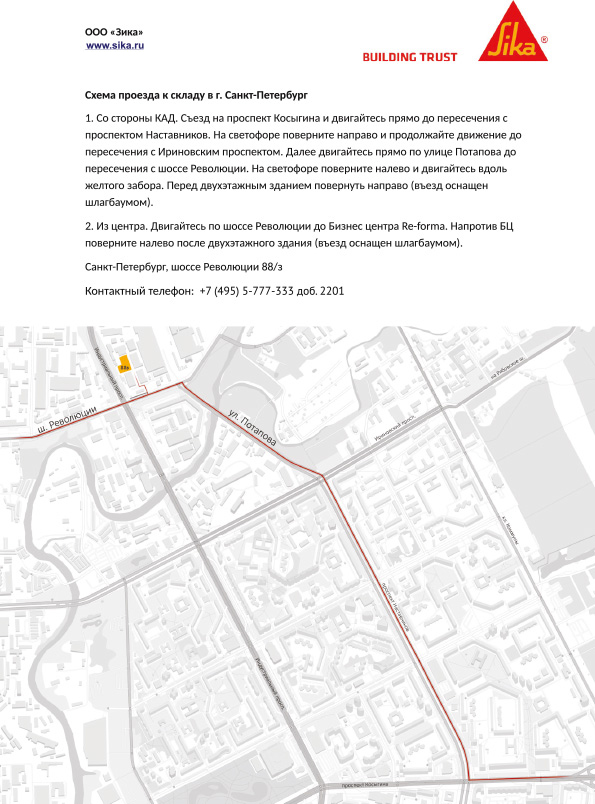 ООО «Зика»
www.sika.ru
BUILDING TRUST
Sika®
Схема проезда к складу в г. Санкт-Петербург
1. Со стороны КАД. Съезд на проспект Косыгина и двигайтесь прямо до пересечения с
проспектом Наставников. На светофоре поверните направо и продолжайте движение до
пересечения с Ириновским проспектом. Далее двигайтесь прямо по улице Потапова до
пересечения с шоссе Революции. На светофоре поверните налево и двигайтесь вдоль
желтого забора. Перед двухэтажным зданием повернуть направо (въезд оснащен
шлагбаумом).
2. Из центра. Двигайтесь по шоссе Революции до Бизнес центра Re-forma. Напротив БЦ
поверните налево после двухэтажного здания (въезд оснащен шлагбаумом).
Санкт-Петербург, шоссе Революции 88/з
Контактный телефон: +7 (495) 5-777-333 доб. 2201
Индустриальный просп.
ш. Революции
ул. Потапова
Ириновский просп.
проспект Наставников
Индустриальный просп.
проспект Косыгина